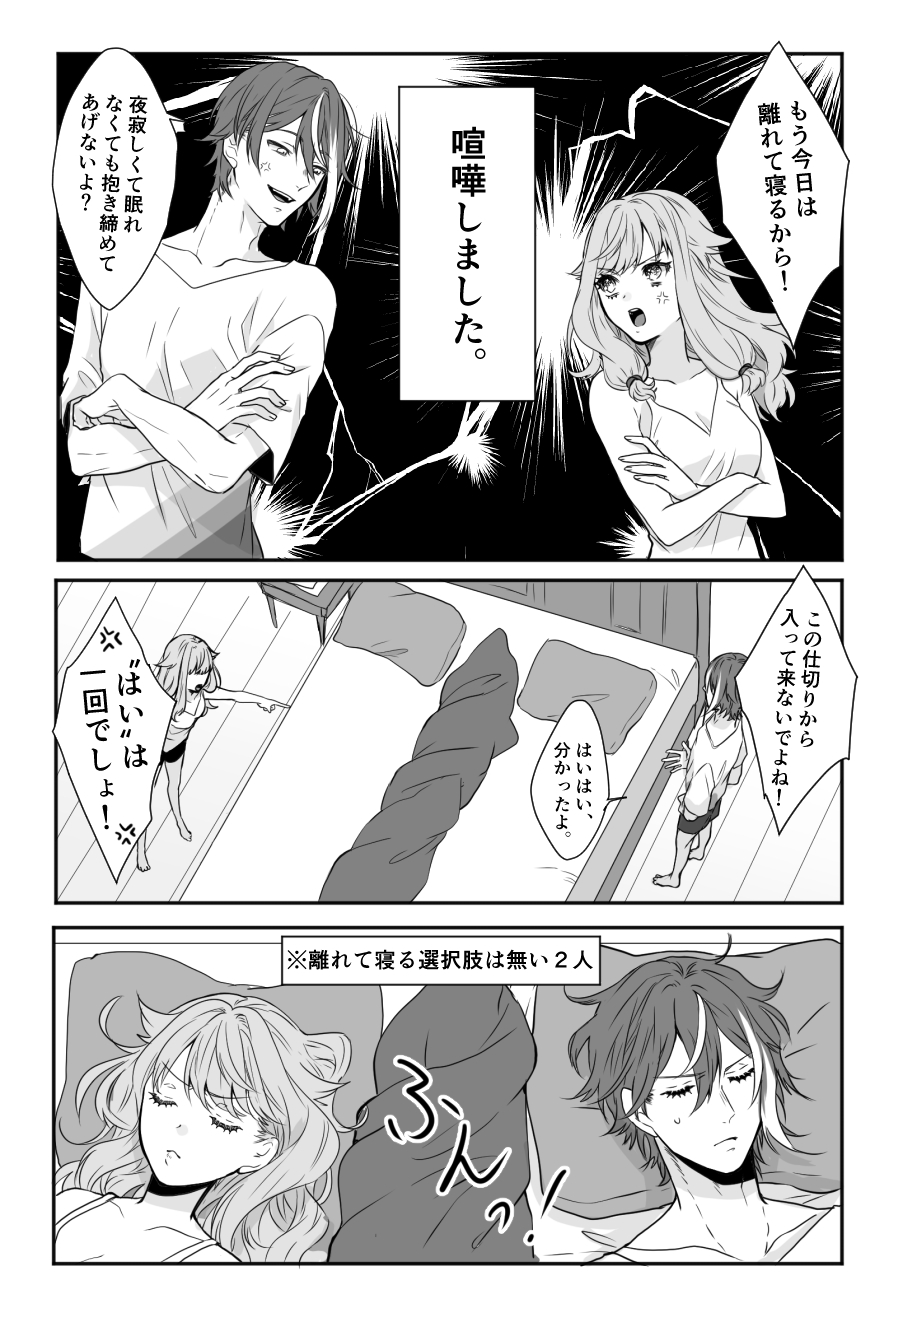 もう今日は
離れて寝るから！
喧嘩しました。
夜寂しくて眠れ
なくても抱き締めて
あげないよ？
この仕切りから
入って来ないでよね！
はいはい、
分かったよ。
〝はい〟は
一回でしょ！
※離れて寝る選択肢は無い２人
ふんっ！